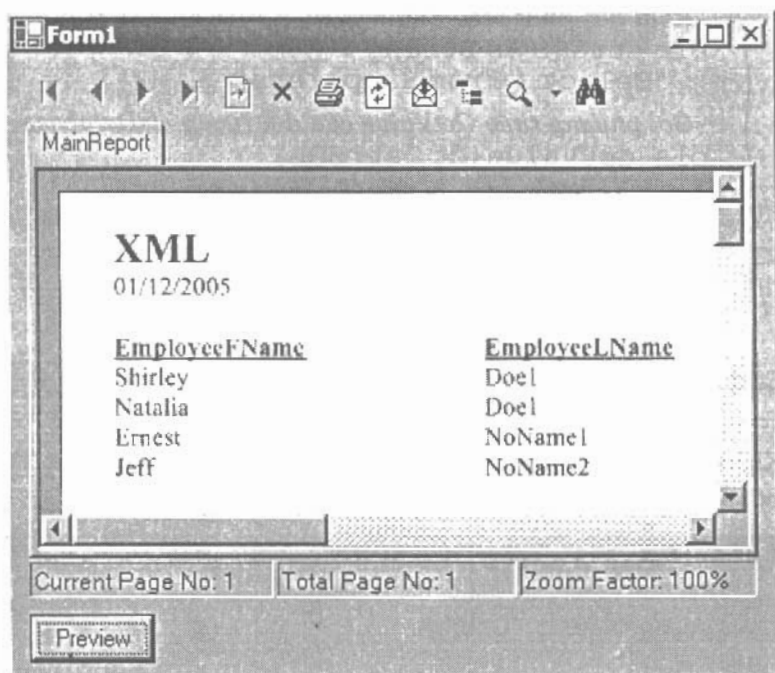 Form1
MainReport
XML
01/12/2005
EmployeeFName EmployeeLName
Shirley Doe1
Natalia Doe1
Ernest NoName1
Jeff NoName2
Current Page No: 1 Total Page No: 1 Zoom Factor: 100%
Preview